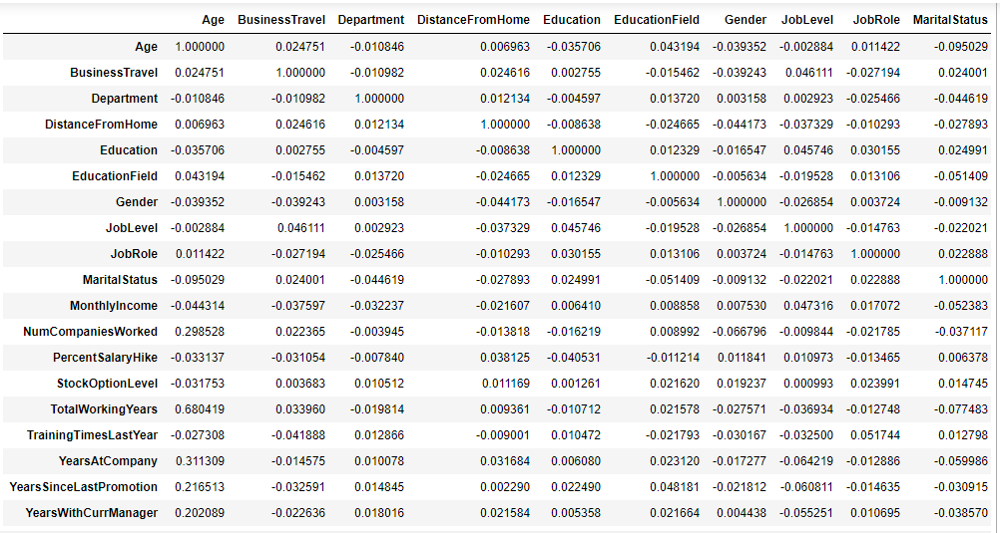 Age BusinessTravel Department DistanceFromHome Education EducationField Gender JobLevel JobRole MaritalStatus
Age 1.000000 0.024751 -0.010846 0.006963 -0.035706 0.043194 -0.039352 -0.002884 0.011422 -0.095029
BusinessTravel 0.024751 1.000000 -0.010982 0.024616 0.002755 -0.015462 -0.039243 0.046111 -0.027194 0.024001
Department -0.010846 -0.010982 1.000000 0.012134 -0.004597 0.013720 0.003158 0.002923 -0.025466 -0.044619
DistanceFromHome 0.006963 0.024616 0.012134 1.000000 -0.008638 -0.024665 -0.044173 -0.037329 -0.010293 -0.027893
Education -0.035706 0.002755 -0.004597 -0.008638 1.000000 0.012329 -0.016547 0.045746 0.030155 0.024991
EducationField 0.043194 -0.015462 0.013720 -0.024665 0.012329 1.000000 -0.005634 -0.019528 0.013106 -0.051409
Gender -0.039352 -0.039243 0.003158 -0.044173 -0.016547 -0.005634 1.000000 -0.026854 0.003724 -0.009132
JobLevel -0.002884 0.046111 0.002923 -0.037329 0.045746 -0.019528 -0.026854 1.000000 -0.014763 -0.022021
JobRole 0.011422 -0.027194 -0.025466 -0.010293 0.030155 0.013106 0.003724 -0.014763 1.000000 0.022888
MaritalStatus -0.095029 0.024001 -0.044619 -0.027893 0.024991 -0.051409 -0.009132 -0.022021 0.022888 1.000000
MonthlyIncome -0.044314 -0.037597 -0.032237 -0.021607 0.006410 0.008858 0.007530 0.047316 0.017072 -0.052383
NumCompaniesWorked 0.298528 0.022365 -0.003945 -0.013818 -0.016219 0.008992 -0.066796 -0.009844 -0.021785 -0.037117
PercentSalaryHike -0.033137 -0.031054 -0.007840 0.038125 -0.040531 -0.011214 0.011841 0.010973 -0.013465 0.006378
StockOptionLevel -0.031753 0.003683 0.010512 0.011169 0.001261 0.021620 0.019237 0.000993 0.023991 0.014745
TotalWorkingYears 0.680419 0.033960 -0.019814 0.009361 -0.010712 0.021578 -0.027571 -0.036934 -0.012748 -0.077483
TrainingTimesLastYear -0.027308 -0.041888 0.012866 -0.009001 0.010472 -0.021793 -0.030167 -0.032500 0.051744 0.012798
YearsAtCompany 0.311309 -0.014575 0.010078 0.031684 0.006080 0.023120 -0.017277 -0.064219 -0.012886 -0.059986
YearsSinceLastPromotion 0.216513 -0.032591 0.014845 0.002290 0.022490 0.048181 -0.021812 -0.060811 -0.014635 -0.030915
YearsWithCurrManager 0.202089 -0.022636 0.018016 0.021584 0.005358 0.021664 0.004438 -0.055251 0.010695 -0.038570